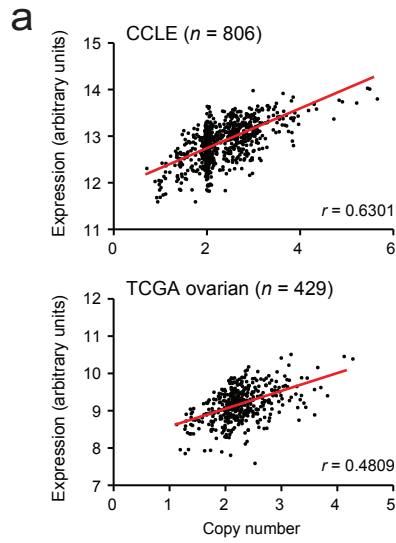 a
CCLE (n = 806)
Expression (arbitrary units)
15
14
13
12
11
0
2
4
6
r = 0.6301
TCGA ovarian (n = 429)
Expression (arbitrary units)
12
11
10
9
8
7
0
1
2
3
4
5
r = 0.4809
Copy number